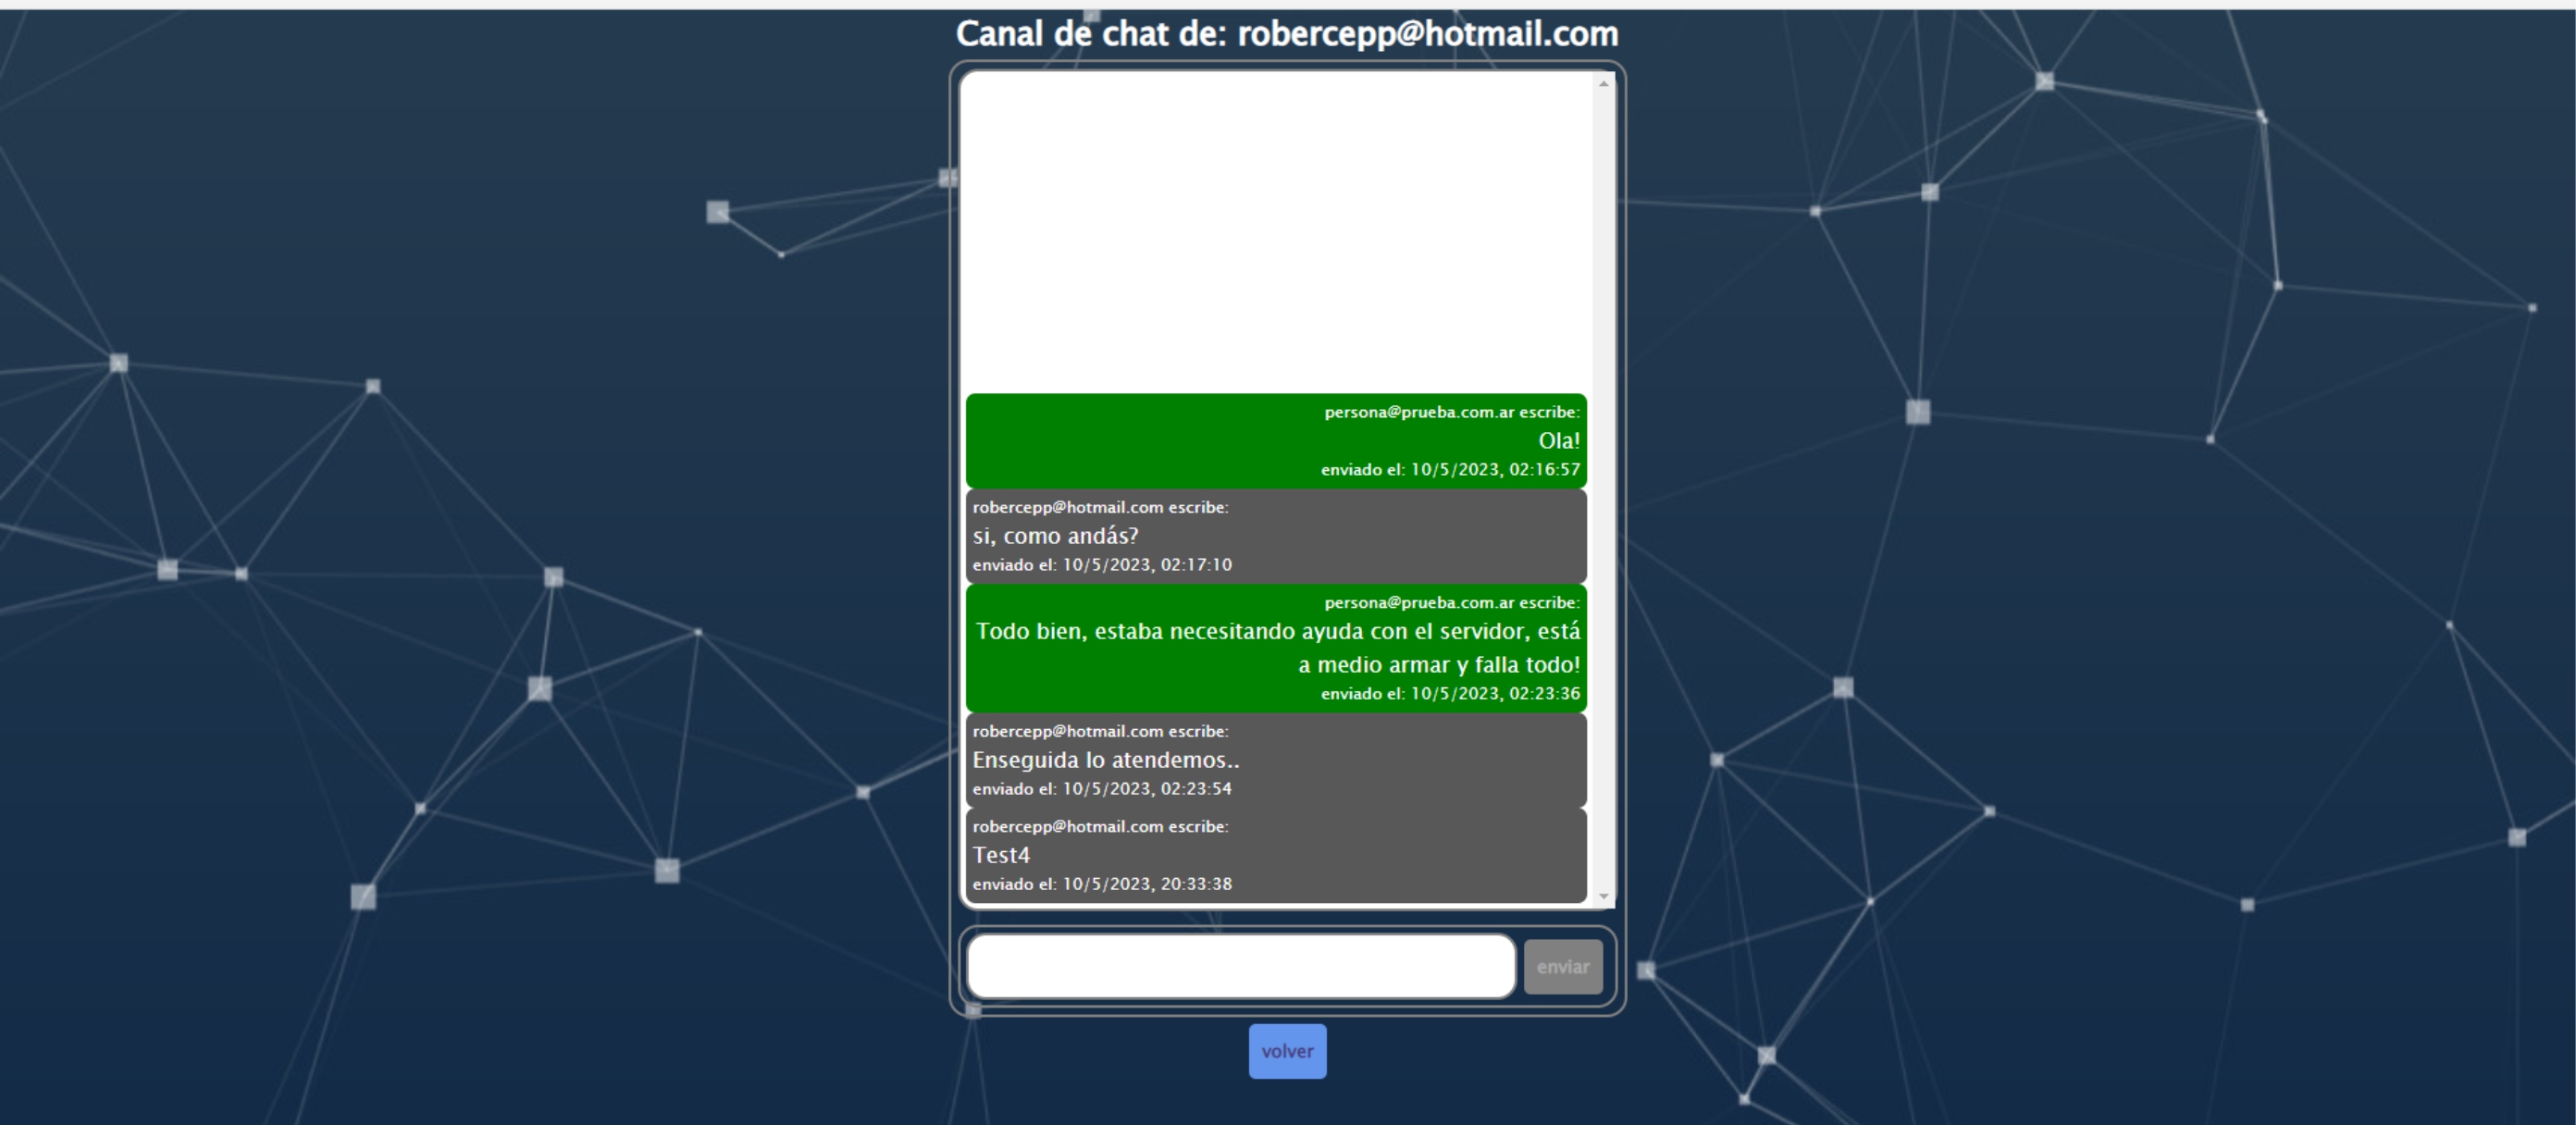 Canal de chat de: robercepp@hotmail.com
persona@prueba.com.ar escribe:
Ola!
enviado el: 10/5/2023, 02:16:57
robercepp@hotmail.com escribe:
si, como andás?
enviado el: 10/5/2023, 02:17:10
persona@prueba.com.ar escribe:
Todo bien, estaba necesitando ayuda con el servidor, está
a medio armar y falla todo!
enviado el: 10/5/2023, 02:23:36
robercepp@hotmail.com escribe:
Enseguida lo atendemos..
enviado el: 10/5/2023, 02:23:54
robercepp@hotmail.com escribe:
Test4
enviado el: 10/5/2023, 20:33:38
enviar
volver